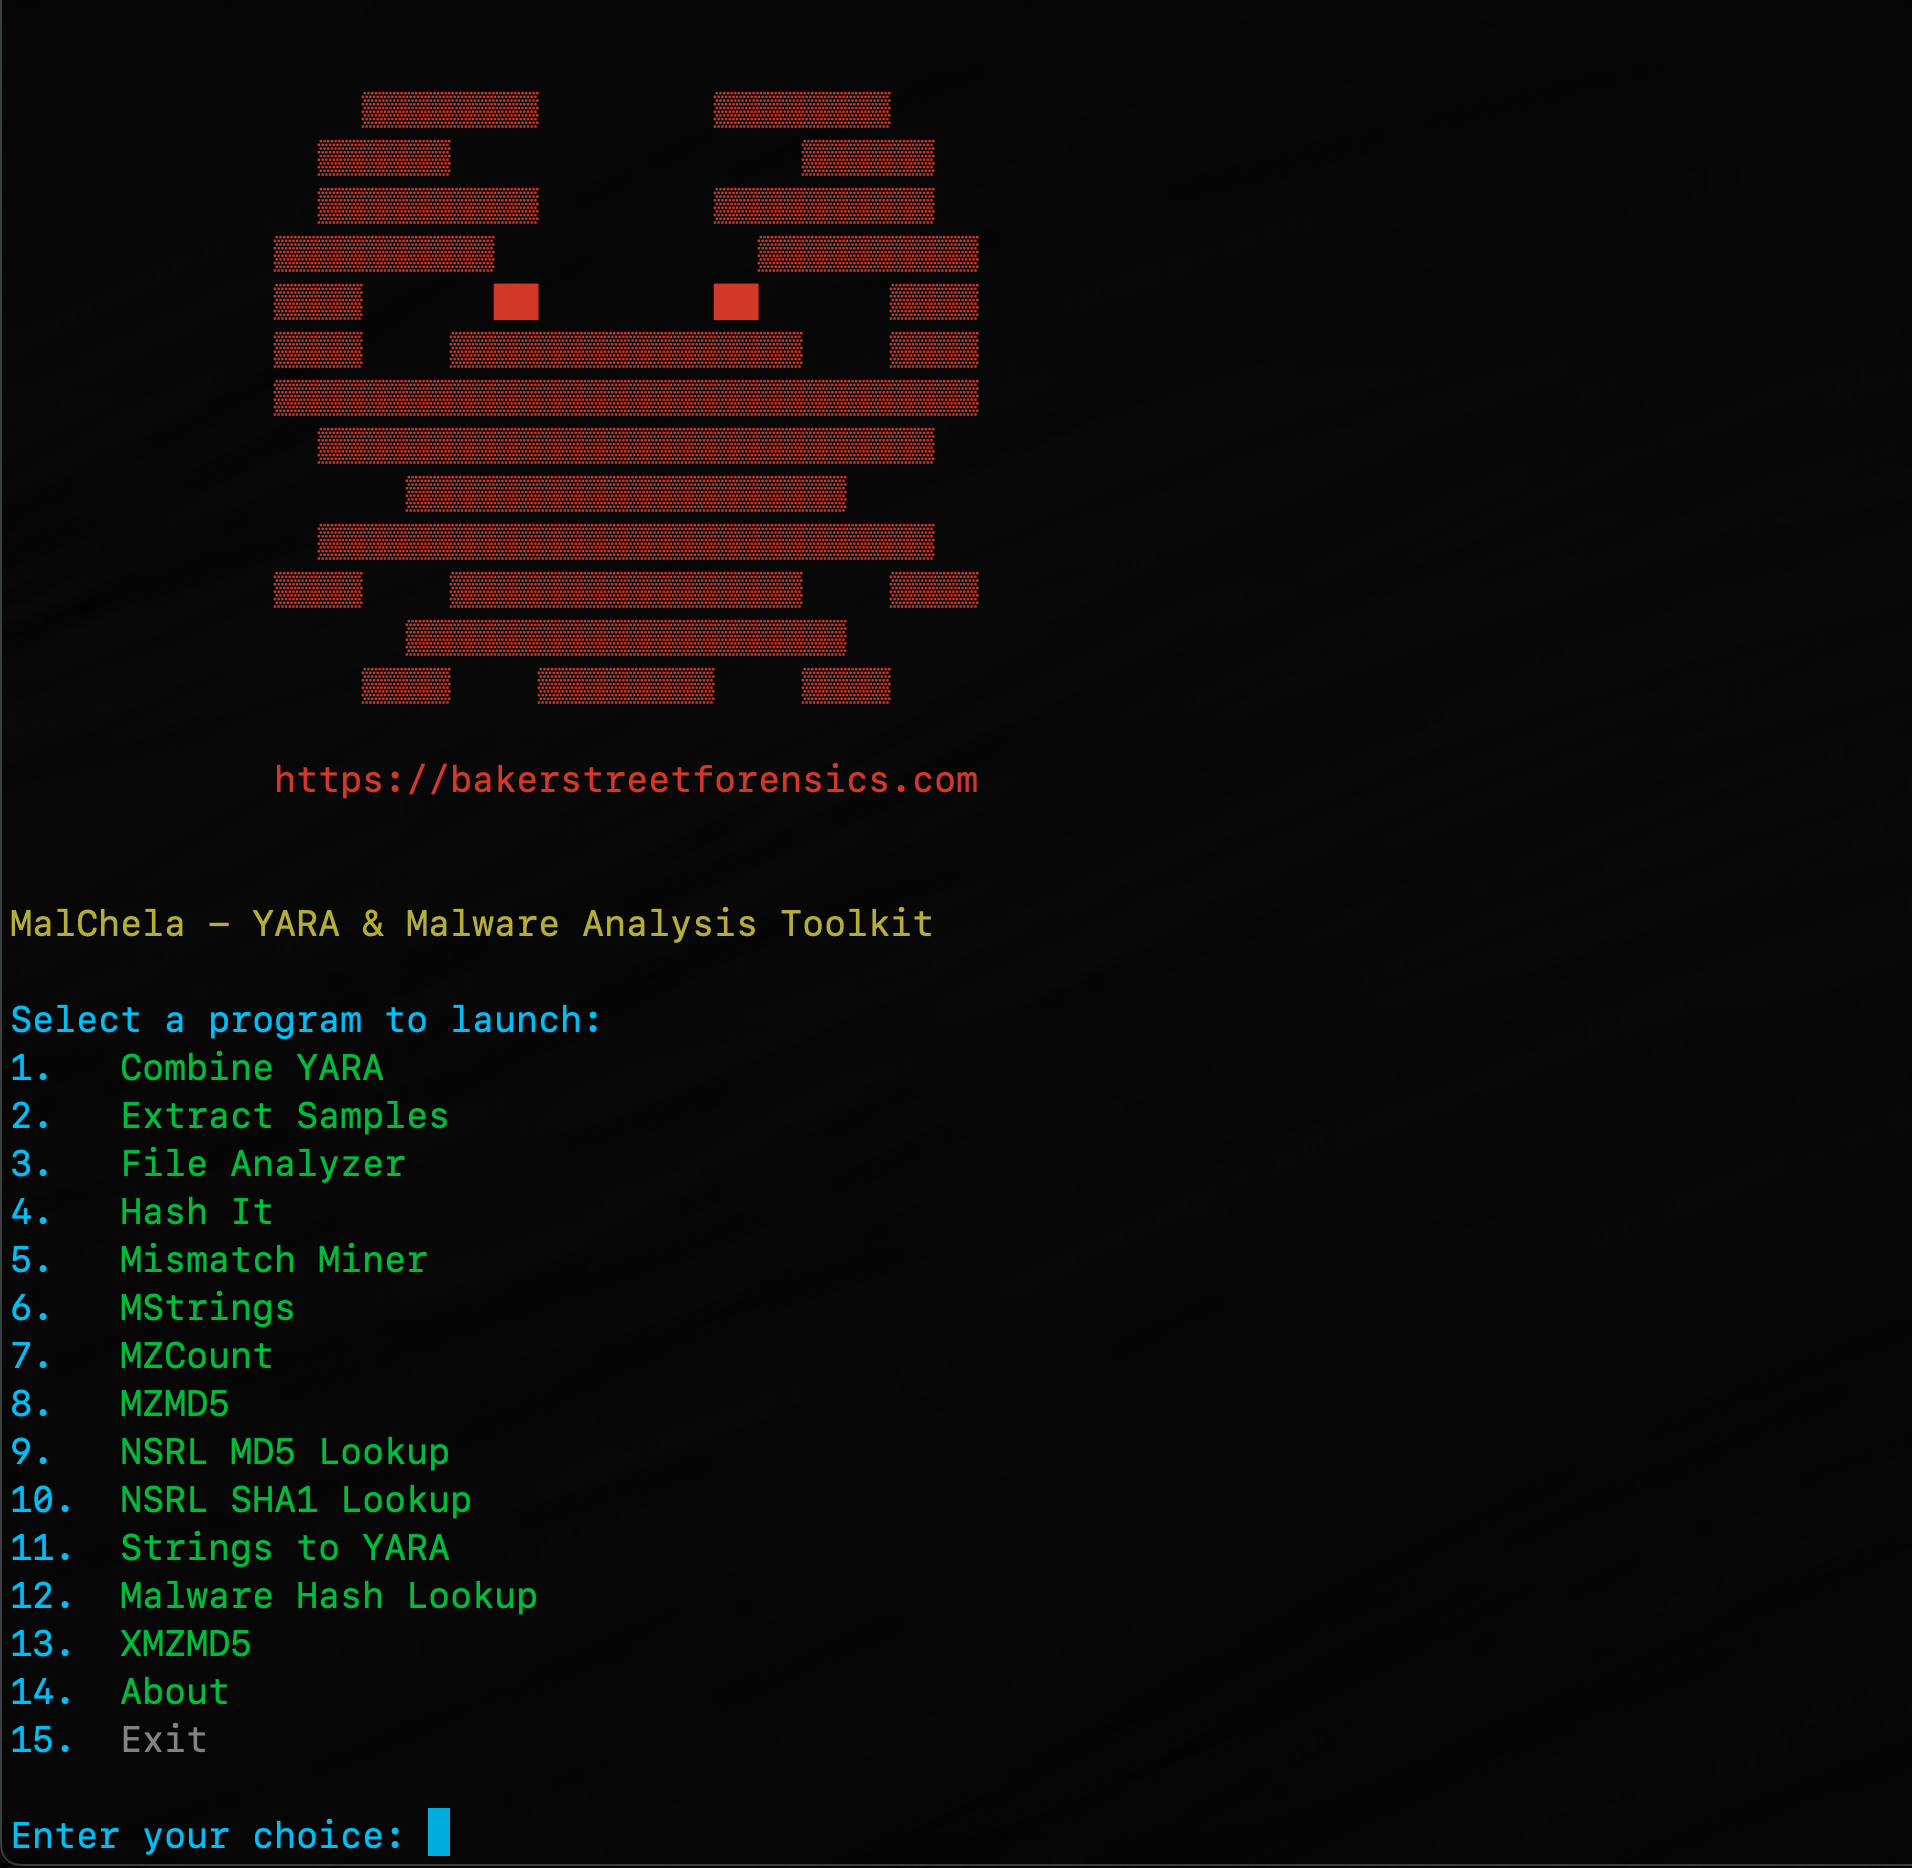 https://bakerstreetforensics.com
MalChela — YARA & Malware Analysis Toolkit
Select a program to launch:
1. Combine YARA
2. Extract Samples
3. File Analyzer
4. Hash It
5. Mismatch Miner
6. MStrings
7. MZCount
8. MZMD5
9. NSRL MD5 Lookup
10. NSRL SHA1 Lookup
11. Strings to YARA
12. Malware Hash Lookup
13. XMZMD5
14. About
15. Exit
Enter your choice: